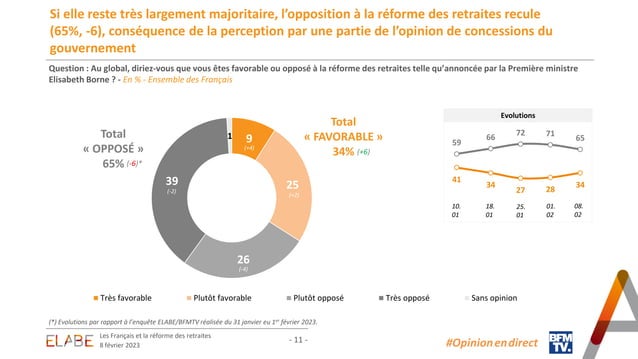 Si elle reste très largement majoritaire, l'opposition à la réforme des retraites recule
(65%, -6), conséquence de la perception par une partie de l'opinion de concessions du
gouvernement
Question : Au global, diriez-vous que vous êtes favorable ou opposé à la réforme des retraites telle qu'annoncée par la Première ministre
Elisabeth Borne ? - En % - Ensemble des Français
Total
« OPPOSÉ »
65% (-6)*
Total
« FAVORABLE »
34% (+6)
1
9
(+4)
25
(+2)
26
(-4)
39
(-2)
Evolutions
59 66 72 71 65
41 34 27 28 34
10. 18. 25. 01. 08.
01 01 01 02 02
Très favorable Plutôt favorable Plutôt opposé Très opposé Sans opinion
(*) Evolutions par rapport à l'enquête ELABE/BFMTV réalisée du 31 janvier eu 1er février 2023.
ELABE
Les Français et la réforme des retraites
8 février 2023
- 11 -
#Opinionendirect
BFM
TV.